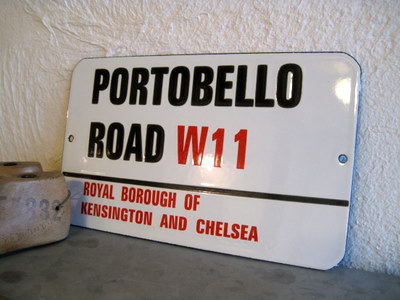 PORTOBELLO
ROAD W11
ROYAL BOROUGH OF
KENSINGTON AND CHELSEA